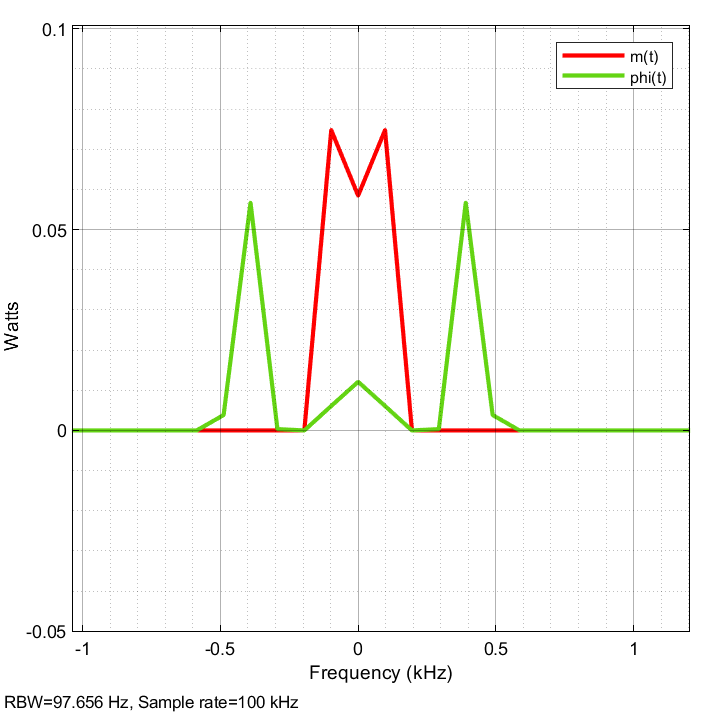 0.1
m(t)
phi(t)
0.05
Watts
0
-0.05
-1 -0.5 0 0.5 1
Frequency (kHz)
RBW=97.656 Hz, Sample rate=100 kHz